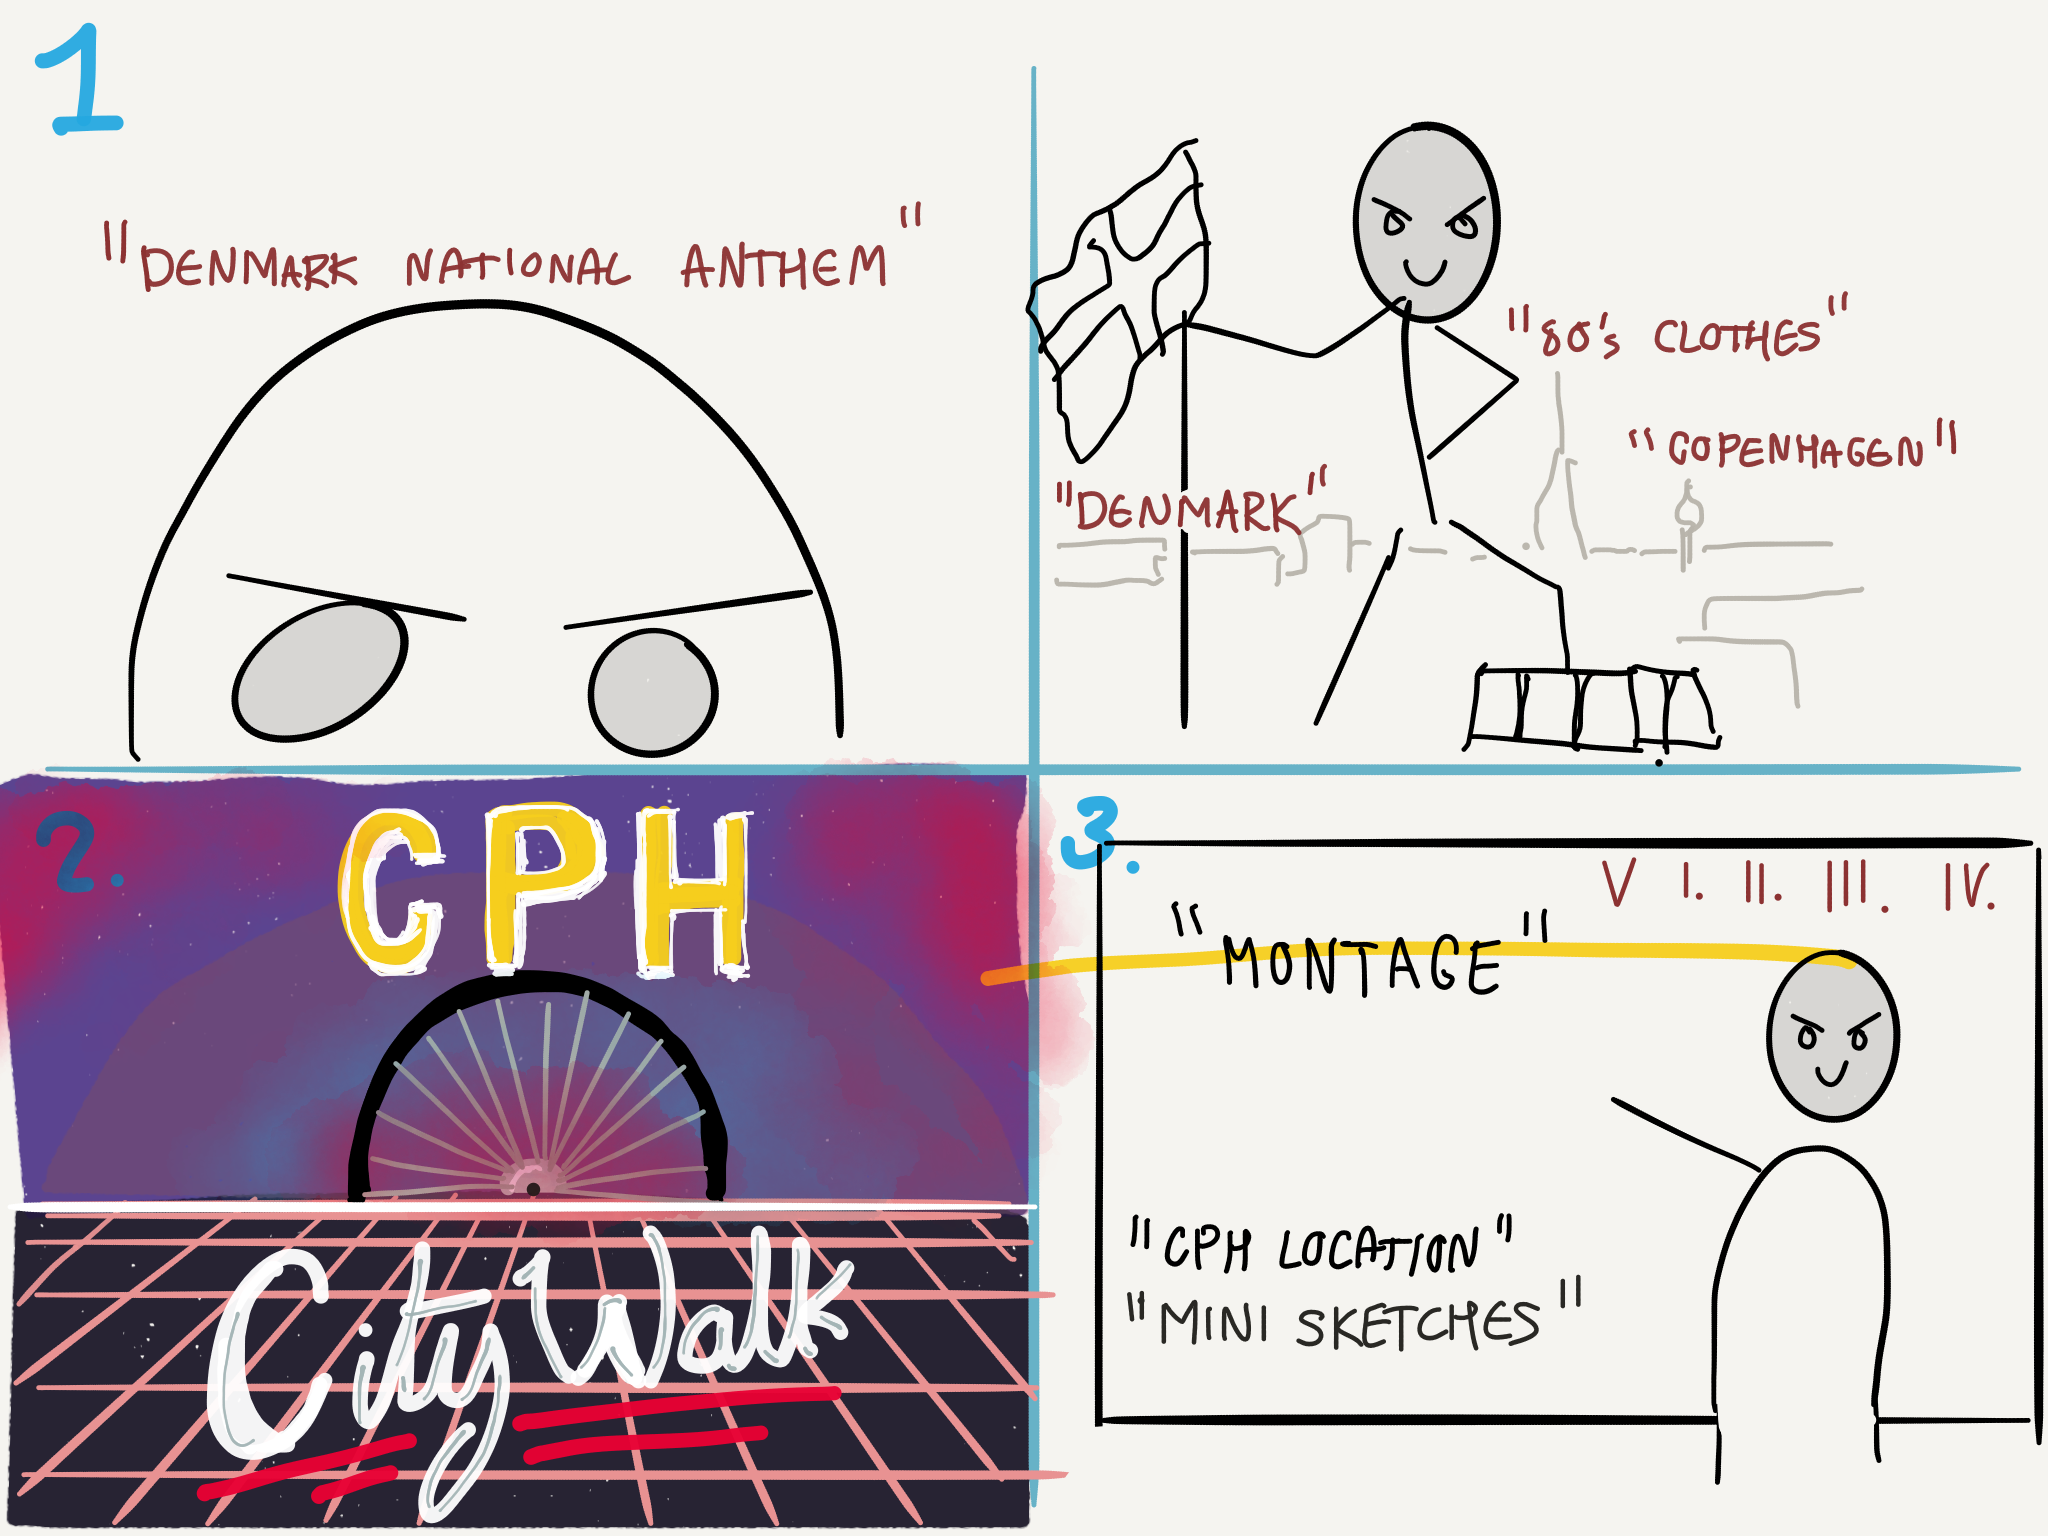 1
"DENMARK NATIONAL ANTHEM"
"80's CLOTHES"
"COPENHAGEN"
"DENMARK"
2.
CPH
City Walk
3.
V I. II. III. IV.
"MONTAGE"
"CPH LOCATION"
"MINI SKETCHES"